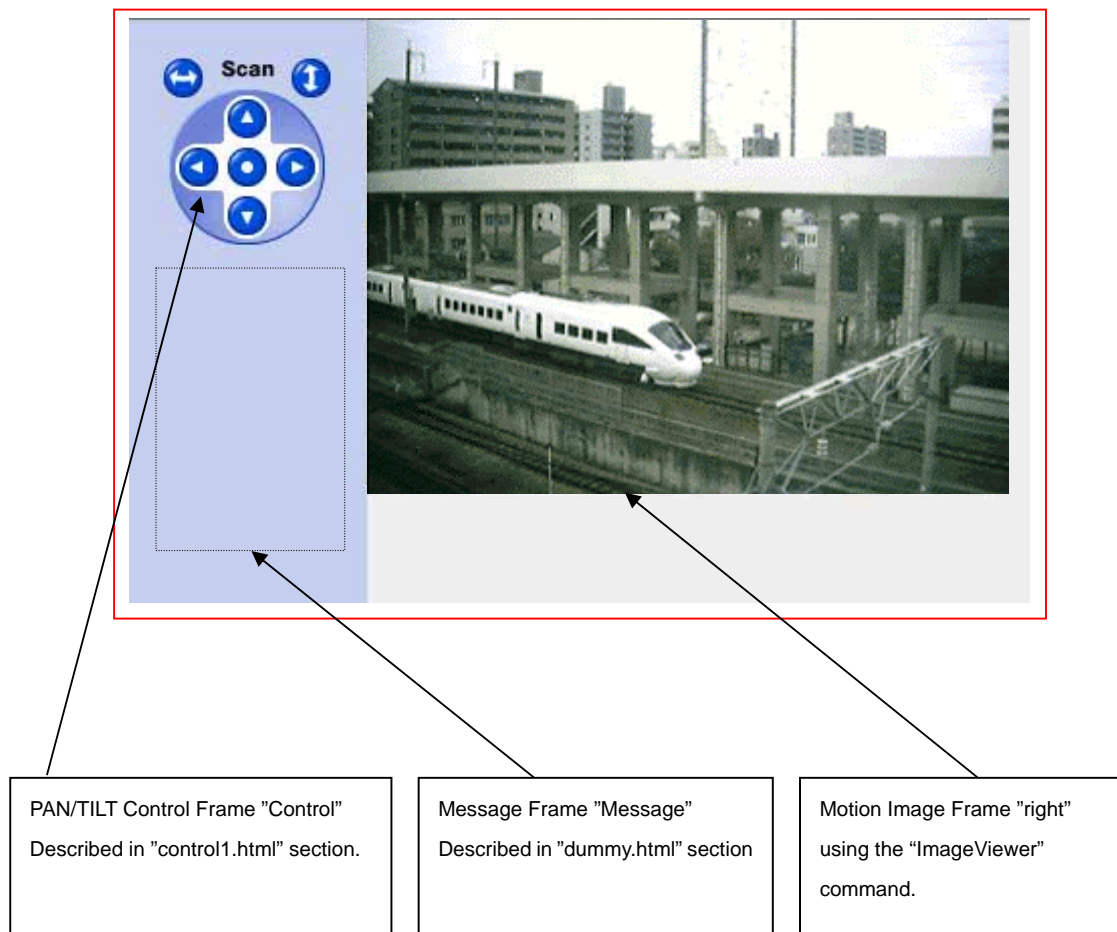 Scan
PAN/TILT Control Frame ”Control”
Described in ”control1.html” section.
Message Frame ”Message”
Described in ”dummy.html” section
Motion Image Frame ”right”
using the “ImageViewer”
command.